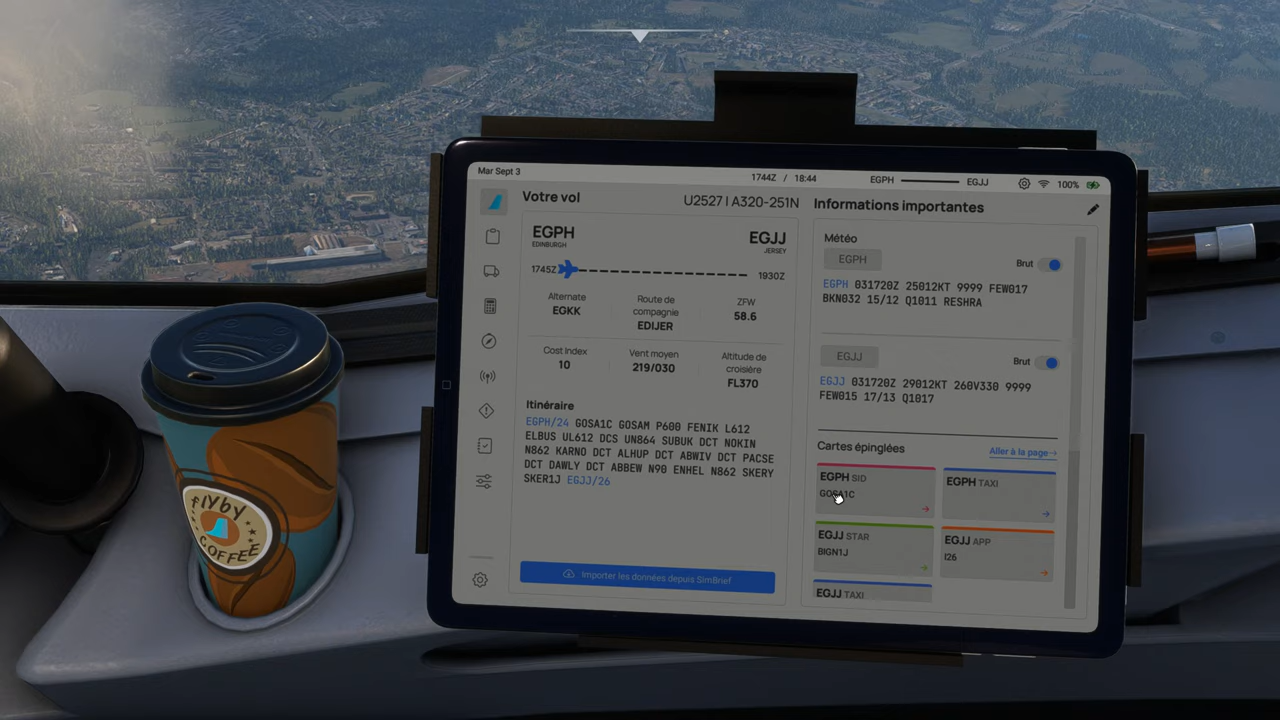 Mar Sept 3
1744Z / 18:44
EGPH
EGJJ
100%
Votre vol
U2527 | A320-251N
EGPH
EDINBURGH
EGJJ
JERSEY
1745Z
1930Z
Alternate
EGKK
Route de
compagnie
EDIJER
ZFW
58.6
Cost Index
10
Vent moyen
219/030
Altitude de
croisière
FL370
Itinéraire
EGPH/24 GOSA1C GOSAM P600 FENIK L612
ELBUS UL612 DCS UN864 SUBUK DCT NOKIN
N862 KARNO DCT ALHUP DCT ABWIV DCT PACSE
DCT DAWLY DCT ABBEW N90 ENHEL N862 SKERY
SKER1J EGJJ/26
Importer les données depuis SimBrief
Informations importantes
Météo
EGPH
Brut
EGPH 031720Z 25012KT 9999 FEW017
BKN032 15/12 Q1011 RESHRA
EGJJ
Brut
EGJJ 031720Z 29012KT 260V330 9999
FEW015 17/13 Q1017
Cartes épinglées
Aller à la page
EGPH SID
GOSA1C
EGPH TAXI
EGJJ STAR
BIGN1J
EGJJ APP
I26
EGJJ TAXI
flyby
COFFEE